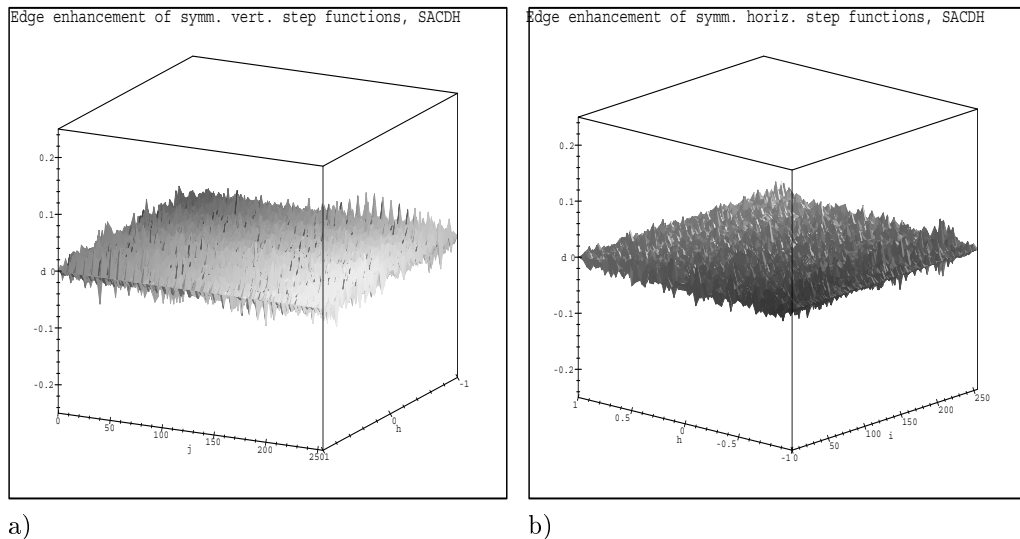 Edge enhancement of symm. vert. step functions, SACDH
0.2
0.1
d 0
-0.1
-0.2
0
50
100
150
200
2501
j
0
h
-1
a)
Edge enhancement of symm. horiz. step functions, SACDH
0.2
0.1
d 0
-0.1
-0.2
1
0.5
0
h
-0.5
-1 0
50
100
150
200
250
i
b)